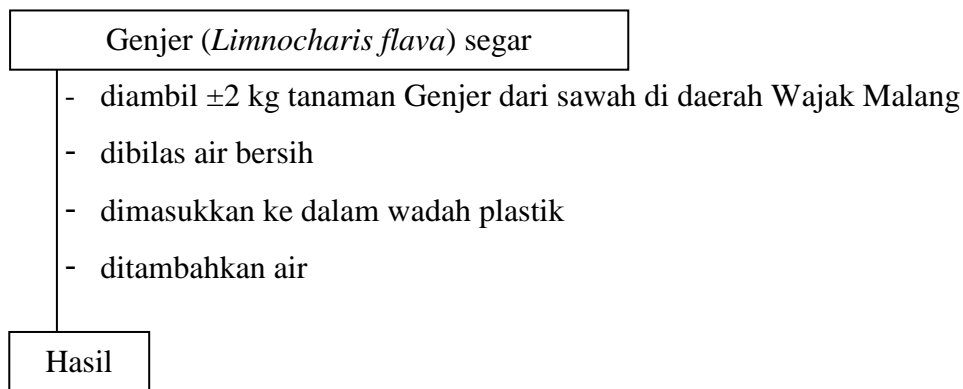 Genjer (Limnocharis flava) segar
- diambil ±2 kg tanaman Genjer dari sawah di daerah Wajak Malang
- dibilas air bersih
- dimasukkan ke dalam wadah plastik
- ditambahkan air
Hasil